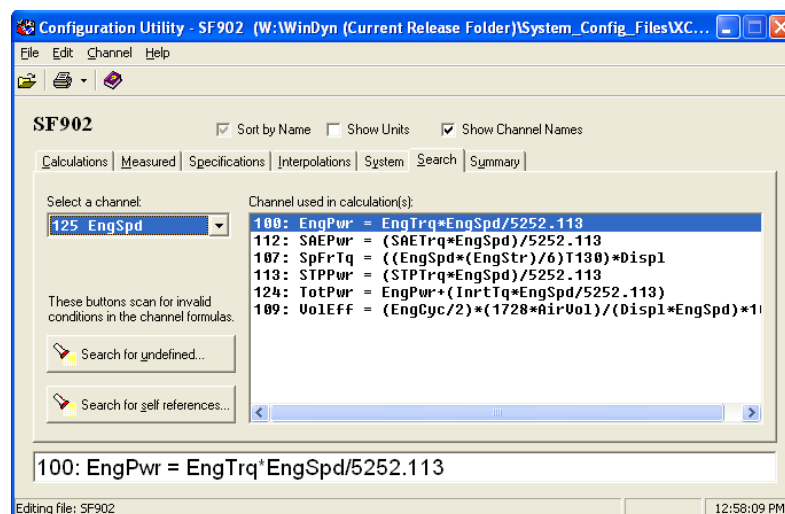 Configuration Utility - SF902 (W:\WinDyn (Current Release Folder)\System_Config_Files\XC...
File Edit Channel Help
SF902
Sort by Name Show Units Show Channel Names
Calculations Measured Specifications Interpolations System Search Summary
Select a channel:
125 EngSpd
Channel used in calculation(s):
100: EngPwr = EngTrq*EngSpd/5252.113
112: SAEPwr = (SAETrq*EngSpd)/5252.113
107: SpFrTq = ((EngSpd*(EngStr)/6)T130)*Displ
113: STPPwr = (STPTrq*EngSpd)/5252.113
124: TotPwr = EngPwr+(InrtTq*EngSpd/5252.113)
109: VolEff = (EngCyc/2)*(1728*AirVol)/(Displ*EngSpd)*1
These buttons scan for invalid
conditions in the channel formulas.
Search for undefined...
Search for self references...
100: EngPwr = EngTrq*EngSpd/5252.113
Editing file: SF902
12:58:09 PM